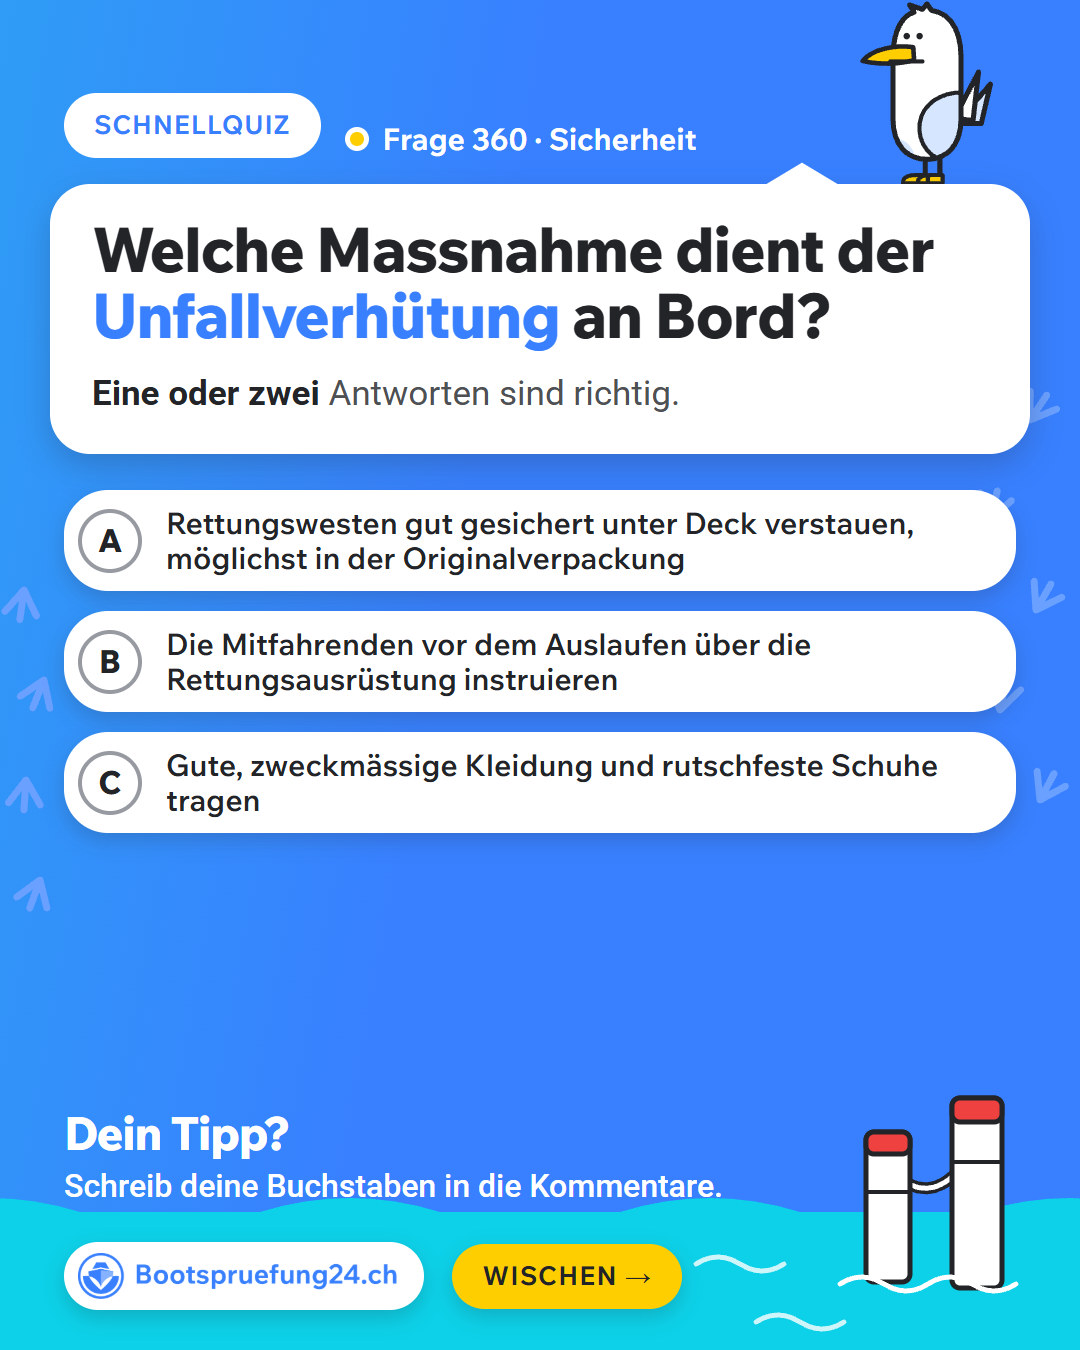 SCHNELLQUIZ
Frage 360 · Sicherheit
Welche Massnahme dient der
Unfallverhütung an Bord?
Eine oder zwei Antworten sind richtig.
A
Rettungswesten gut gesichert unter Deck verstauen,
möglichst in der Originalverpackung
B
Die Mitfahrenden vor dem Auslaufen über die
Rettungsausrüstung instruieren
C
Gute, zweckmässige Kleidung und rutschfeste Schuhe
tragen
Dein Tipp?
Schreib deine Buchstaben in die Kommentare.
Bootspruefung24.ch
WISCHEN →